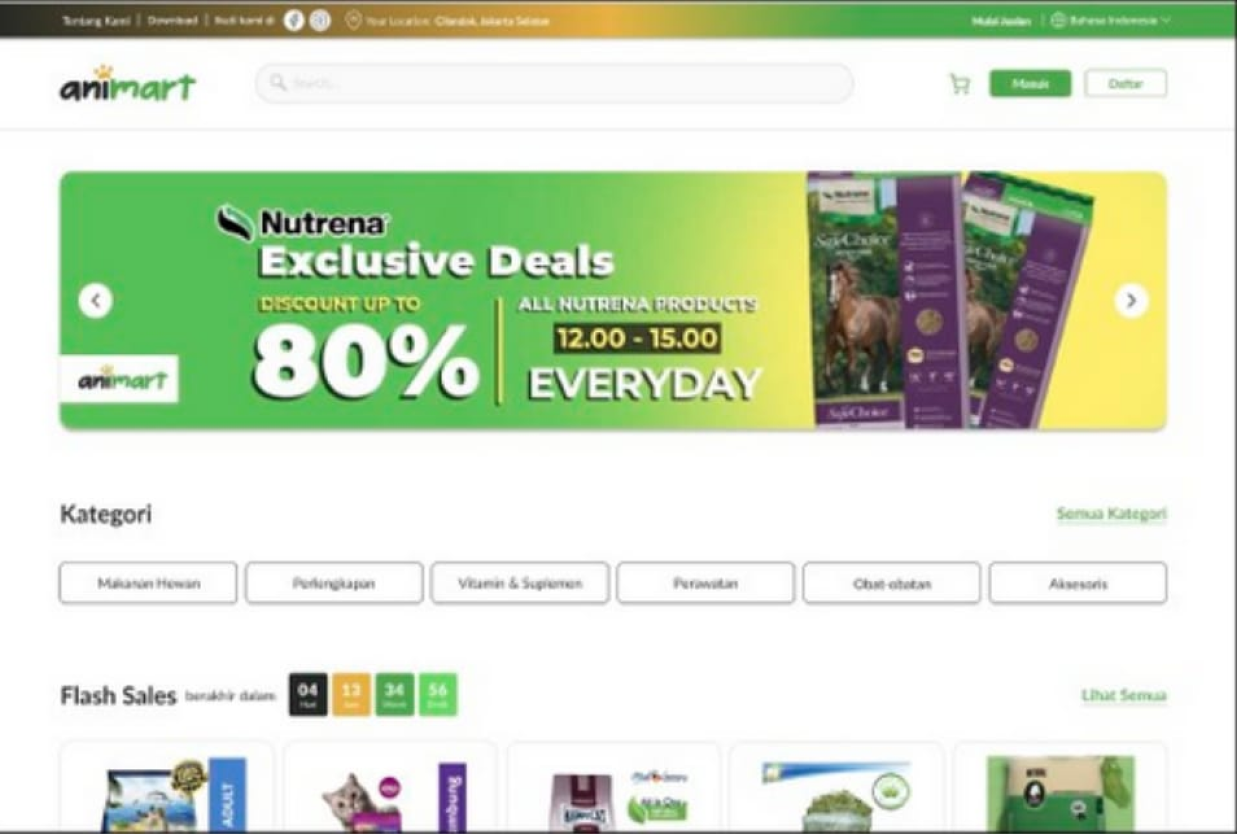 Tentang Kami | Download | Ikuti kami di Your Location: Cilandak, Jakarta Selatan Mulai Jualan | Bahasa Indonesia
animart Search... Masuk Daftar
Nutrena
Exclusive Deals
DISCOUNT UP TO
80%
ALL NUTRENA PRODUCTS
12.00 - 15.00
EVERYDAY
animart
Nutrena
SafeChoice
SafeChoice
Nutrena
SafeChoice
Kategori Semua Kategori
Makanan Hewan Perlengkapan Vitamin & Suplemen Perawatan Obat-obatan Aksesoris
Flash Sales berakhir dalam 04 13 34 56 Lihat Semua
Hari Jam Menit Detik
ADULT